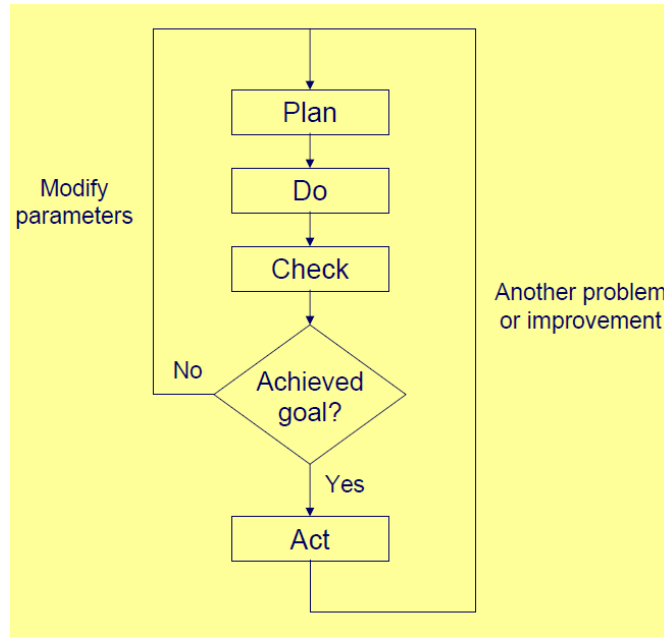 Plan
Do
Modify
parameters
Check
Another problem
or improvement
No
Achieved
goal?
Yes
Act